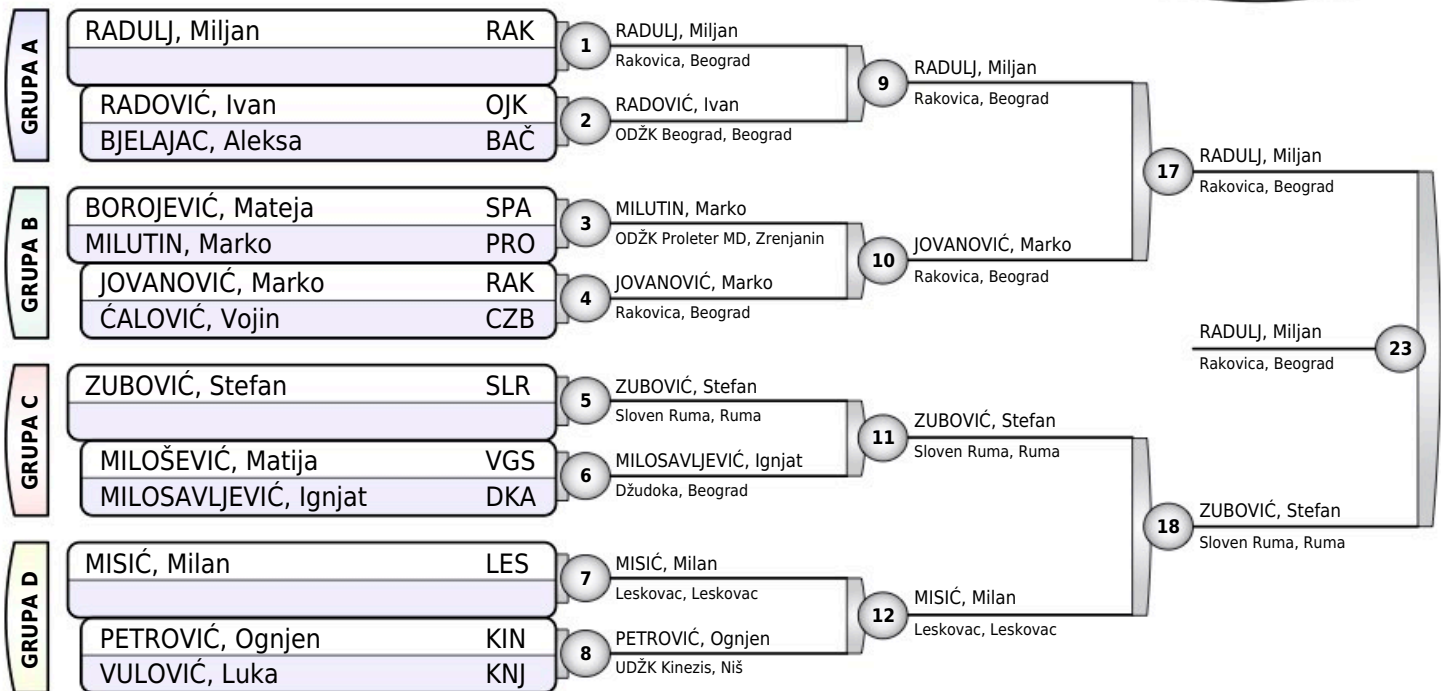 GRUPA A
RADULJ, Miljan RAK
RADOVIĆ, Ivan OJK
BJELAJAC, Aleksa BAČ
GRUPA B
BOROJEVIĆ, Mateja SPA
MILUTIN, Marko PRO
JOVANOVIĆ, Marko RAK
ĆALOVIĆ, Vojin CZB
GRUPA C
ZUBOVIĆ, Stefan SLR
MILOŠEVIĆ, Matija VGS
MILOSAVLJEVIĆ, Ignjat DKA
GRUPA D
MISIĆ, Milan LES
PETROVIĆ, Ognjen KIN
VULOVIĆ, Luka KNJ
1
RADULJ, Miljan
Rakovica, Beograd
2
RADOVIĆ, Ivan
ODŽK Beograd, Beograd
3
MILUTIN, Marko
ODŽK Proleter MD, Zrenjanin
4
JOVANOVIĆ, Marko
Rakovica, Beograd
5
ZUBOVIĆ, Stefan
Sloven Ruma, Ruma
6
MILOSAVLJEVIĆ, Ignjat
Džudoka, Beograd
7
MISIĆ, Milan
Leskovac, Leskovac
8
PETROVIĆ, Ognjen
UDŽK Kinezis, Niš
9
RADULJ, Miljan
Rakovica, Beograd
10
JOVANOVIĆ, Marko
Rakovica, Beograd
11
ZUBOVIĆ, Stefan
Sloven Ruma, Ruma
12
MISIĆ, Milan
Leskovac, Leskovac
17
RADULJ, Miljan
Rakovica, Beograd
18
ZUBOVIĆ, Stefan
Sloven Ruma, Ruma
RADULJ, Miljan
Rakovica, Beograd
23